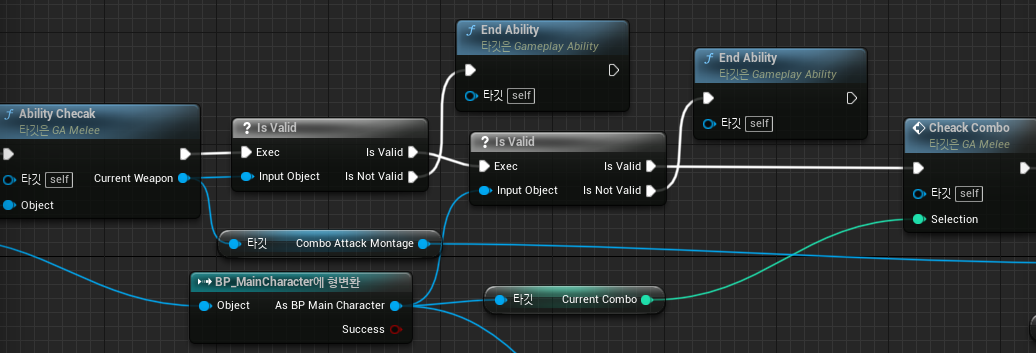 End Ability
타깃은 Gameplay Ability
타깃 self
End Ability
타깃은 Gameplay Ability
타깃 self
Ability Checak
타깃은 GA Melee
타깃 self
Current Weapon
Object
? Is Valid
Exec
Is Valid
Input Object
Is Not Valid
? Is Valid
Exec
Is Valid
Input Object
Is Not Valid
Cheack Combo
타깃은 GA Melee
타깃 self
Selection
타깃
Combo Attack Montage
BP_MainCharacter에 형변환
Object
As BP Main Character
Success
타깃
Current Combo